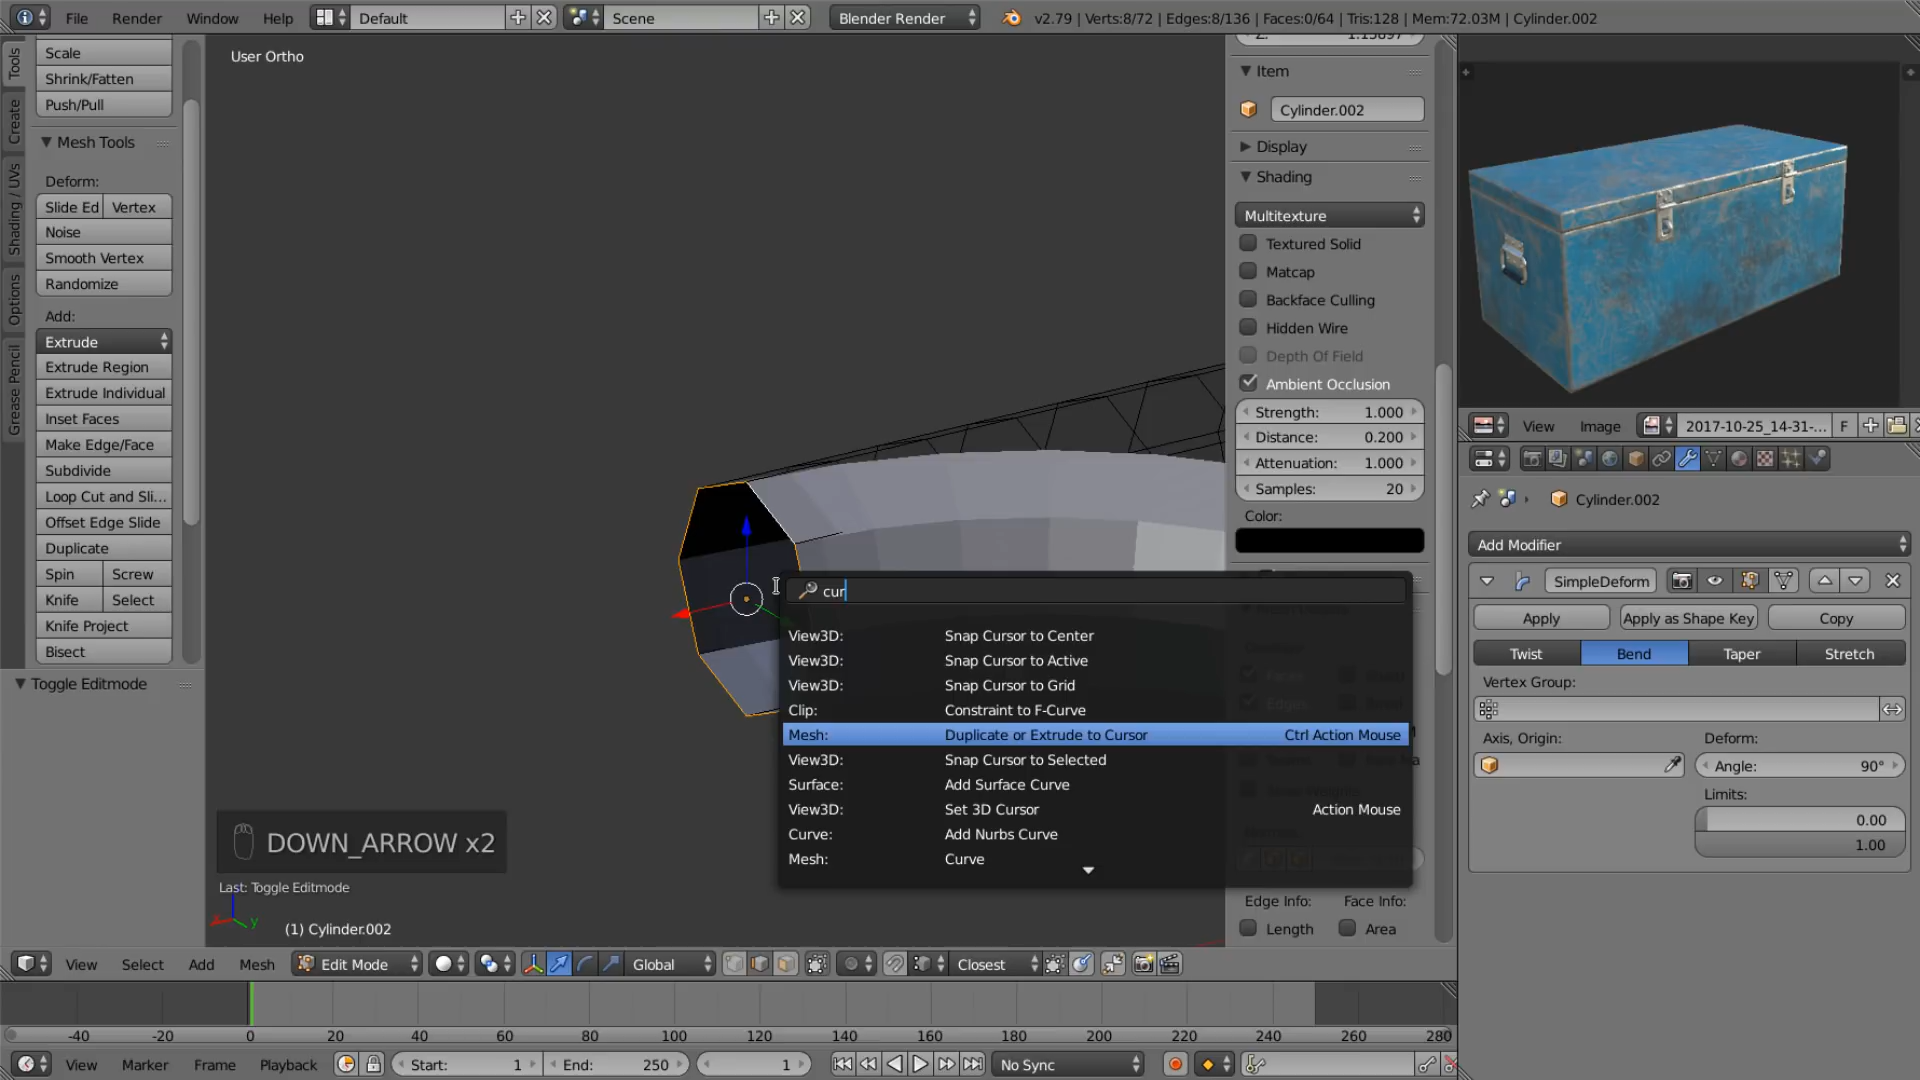 File Render Window Help Default Scene Blender Render v2.79 | Verts:8/72 | Edges:8/136 | Faces:0/64 | Tris:128 | Mem:72.03M | Cylinder.002
Tools
Create
Shading / UVs
Options
Grease Pencil
Scale
Shrink/Fatten
Push/Pull
Mesh Tools
Deform:
Slide Ed Vertex
Noise
Smooth Vertex
Randomize
Add:
Extrude
Extrude Region
Extrude Individual
Inset Faces
Make Edge/Face
Subdivide
Loop Cut and Sli...
Offset Edge Slide
Duplicate
Spin Screw
Knife Select
Knife Project
Bisect
Toggle Editmode
User Ortho
cur
View3D: Snap Cursor to Center
View3D: Snap Cursor to Active
View3D: Snap Cursor to Grid
Clip: Constraint to F-Curve
Mesh: Duplicate or Extrude to Cursor Ctrl Action Mouse
View3D: Snap Cursor to Selected
Surface: Add Surface Curve
View3D: Set 3D Cursor Action Mouse
Curve: Add Nurbs Curve
Mesh: Curve
DOWN_ARROW x2
Last: Toggle Editmode
x y
(1) Cylinder.002
Item
Cylinder.002
Display
Shading
Multitexture
Textured Solid
Matcap
Backface Culling
Hidden Wire
Depth Of Field
Ambient Occlusion
Strength: 1.000
Distance: 0.200
Attenuation: 1.000
Samples: 20
Color:
Edge Info: Face Info:
Length Area
View Image 2017-10-25_14-31-... F
Cylinder.002
Add Modifier
SimpleDeform
Apply Apply as Shape Key Copy
Twist Bend Taper Stretch
Vertex Group:
Axis, Origin: Deform:
Angle: 90°
Limits:
0.00
1.00
View Select Add Mesh Edit Mode Global Closest
-40 -20 0 20 40 60 80 100 120 140 160 180 200 220 240 260 280
View Marker Frame Playback Start: 1 End: 250 1 No Sync